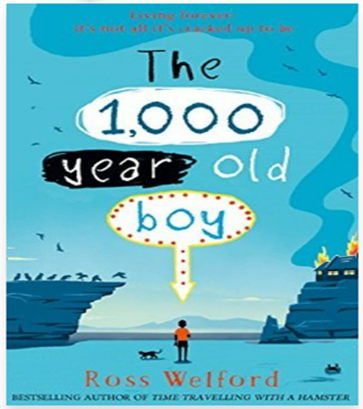 Living forever
it's not all it's cracked up to be
The
1,000
year old
boy
Ross Welford
BESTSELLING AUTHOR OF TIME TRAVELLING WITH A HAMSTER